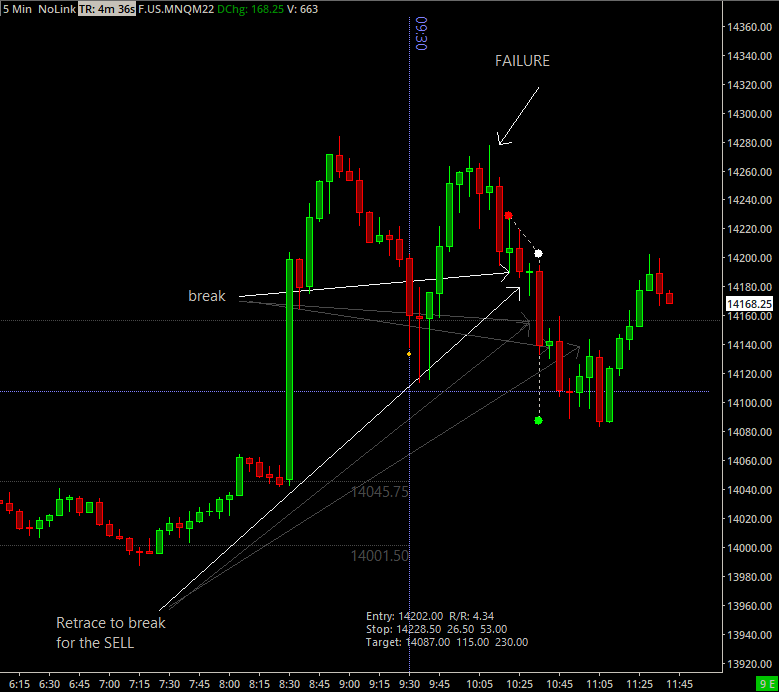 5 Min NoLink TR: 4m 36s F.US.MNQM22 DChg: 168.25 V: 663
09:30
FAILURE
break
14045.75
14001.50
Retrace to break
for the SELL
Entry: 14202.00 R/R: 4.34
Stop: 14228.50 26.50 53.00
Target: 14087.00 115.00 230.00
14360.00
14340.00
14320.00
14300.00
14280.00
14260.00
14240.00
14220.00
14200.00
14180.00
14168.25
14160.00
14140.00
14120.00
14100.00
14080.00
14060.00
14040.00
14020.00
14000.00
13980.00
13960.00
13940.00
13920.00
6:15 6:30 6:45 7:00 7:15 7:30 7:45 8:00 8:15 8:30 8:45 9:00 9:15 9:30 9:45 10:05 10:25 10:45 11:05 11:25 11:45
9 E